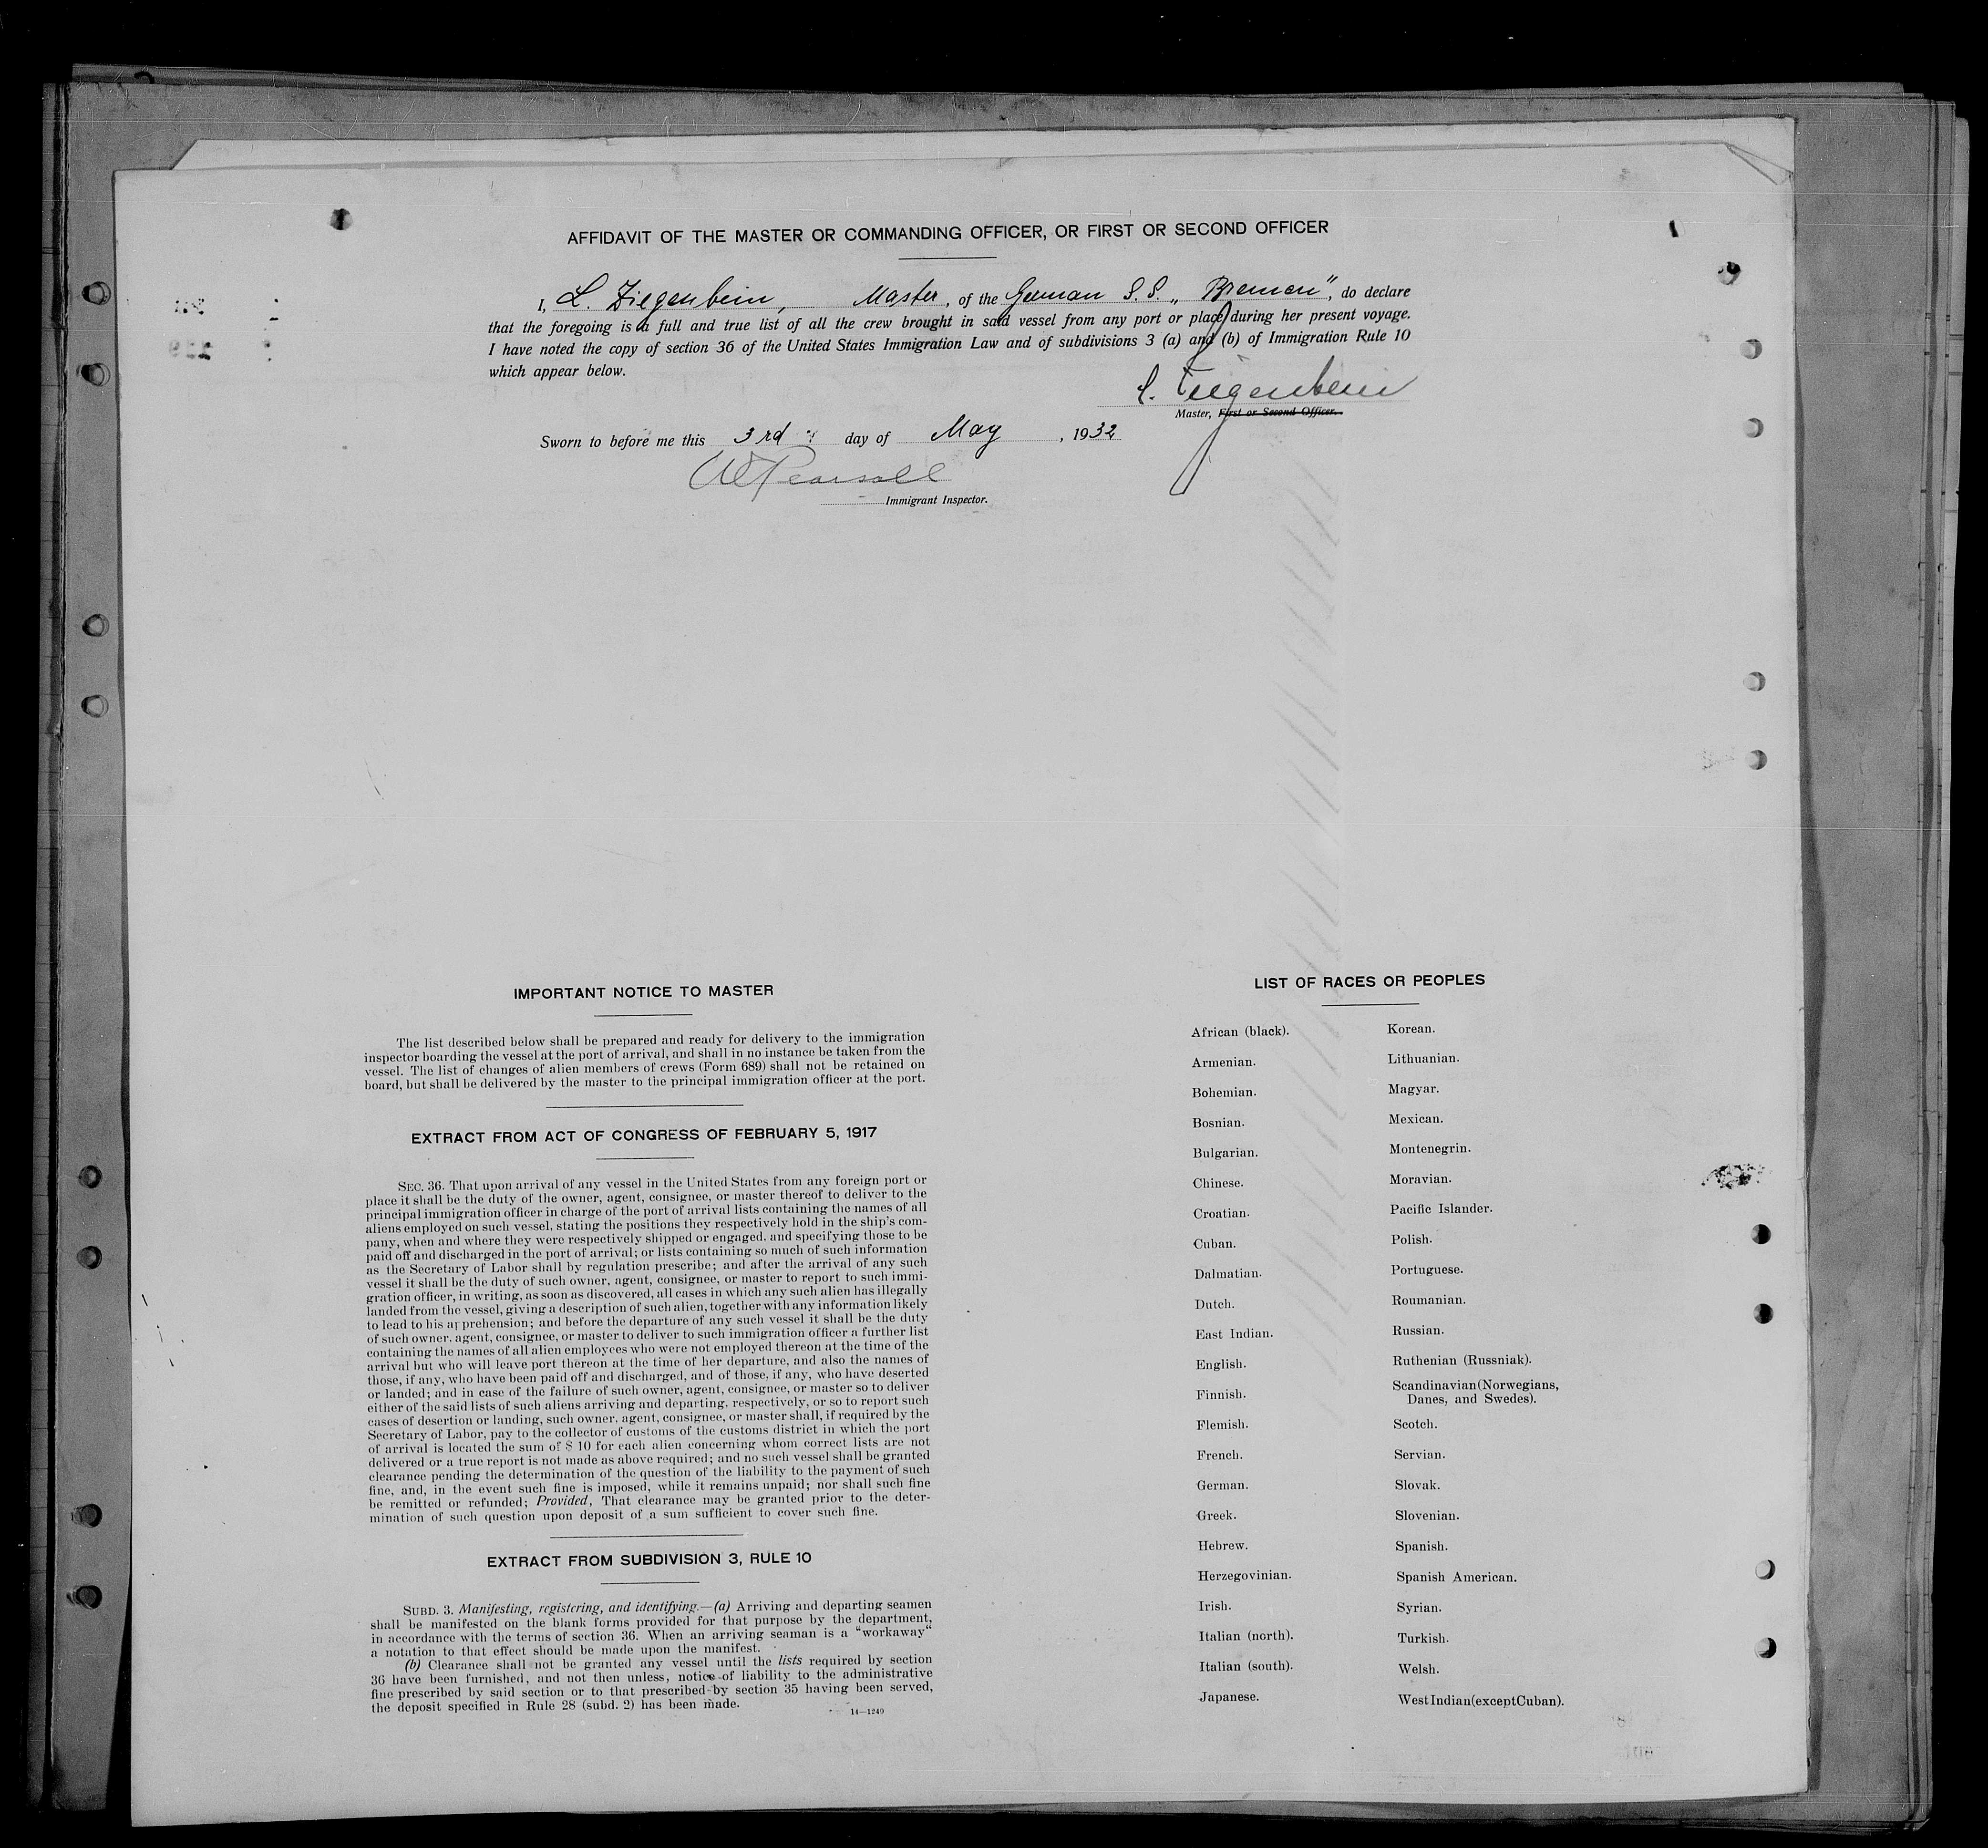 AFFIDAVIT OF THE MASTER OR COMMANDING OFFICER, OR FIRST OR SECOND OFFICER
I, L. Ziegenbein, Master, of the German S.S. „Bremen", do declare
that the foregoing is a full and true list of all the crew brought in said vessel from any port or place during her present voyage.
I have noted the copy of section 36 of the United States Immigration Law and of subdivisions 3 (a) and (b) of Immigration Rule 10
which appear below.
L. Ziegenbein
Master, First or Second Officer.
Sworn to before me this 3rd day of May, 1932
Pearsall
Immigrant Inspector.
IMPORTANT NOTICE TO MASTER
The list described below shall be prepared and ready for delivery to the immigration
inspector boarding the vessel at the port of arrival, and shall in no instance be taken from the
vessel. The list of changes of alien members of crews (Form 689) shall not be retained on
board, but shall be delivered by the master to the principal immigration officer at the port.
EXTRACT FROM ACT OF CONGRESS OF FEBRUARY 5, 1917
SEC. 36. That upon arrival of any vessel in the United States from any foreign port or
place it shall be the duty of the owner, agent, consignee, or master thereof to deliver to the
principal immigration officer in charge of the port of arrival lists containing the names of all
aliens employed on such vessel, stating the positions they respectively hold in the ship's com-
pany, when and where they were respectively shipped or engaged, and specifying those to be
paid off and discharged in the port of arrival; or lists containing so much of such information
as the Secretary of Labor shall by regulation prescribe; and after the arrival of any such
vessel it shall be the duty of such owner, agent, consignee, or master to report to such immi-
gration officer, in writing, as soon as discovered, all cases in which any such alien has illegally
landed from the vessel, giving a description of such alien, together with any information likely
to lead to his apprehension; and before the departure of any such vessel it shall be the duty
of such owner, agent, consignee, or master to deliver to such immigration officer a further list
containing the names of all alien employees who were not employed thereon at the time of the
arrival but who will leave port thereon at the time of her departure, and also the names of
those, if any, who have been paid off and discharged, and of those, if any, who have deserted
or landed; and in case of the failure of such owner, agent, consignee, or master so to deliver
either of the said lists of such aliens arriving and departing, respectively, or so to report such
cases of desertion or landing, such owner, agent, consignee, or master shall, if required by the
Secretary of Labor, pay to the collector of customs of the customs district in which the port
of arrival is located the sum of $ 10 for each alien concerning whom correct lists are not
delivered or a true report is not made as above required; and no such vessel shall be granted
clearance pending the determination of the question of the liability to the payment of such
fine, and, in the event such fine is imposed, while it remains unpaid; nor shall such fine
be remitted or refunded; Provided, That clearance may be granted prior to the deter-
mination of such question upon deposit of a sum sufficient to cover such fine.
EXTRACT FROM SUBDIVISION 3, RULE 10
SUBD. 3. Manifesting, registering, and identifying.—(a) Arriving and departing seamen
shall be manifested on the blank forms provided for that purpose by the department,
in accordance with the terms of section 36. When an arriving seaman is a "workaway"
a notation to that effect should be made upon the manifest.
(b) Clearance shall not be granted any vessel until the lists required by section
36 have been furnished, and not then unless, notice of liability to the administrative
fine prescribed by said section or to that prescribed by section 35 having been served,
the deposit specified in Rule 28 (subd. 2) has been made.
14—1249
LIST OF RACES OR PEOPLES
African (black).
Armenian.
Bohemian.
Bosnian.
Bulgarian.
Chinese.
Croatian.
Cuban.
Dalmatian.
Dutch.
East Indian.
English.
Finnish.
Flemish.
French.
German.
Greek.
Hebrew.
Herzegovinian.
Irish.
Italian (north).
Italian (south).
Japanese.
Korean.
Lithuanian.
Magyar.
Mexican.
Montenegrin.
Moravian.
Pacific Islander.
Polish.
Portuguese.
Roumanian.
Russian.
Ruthenian (Russniak).
Scandinavian (Norwegians,
Danes, and Swedes).
Scotch.
Servian.
Slovak.
Slovenian.
Spanish.
Spanish American.
Syrian.
Turkish.
Welsh.
West Indian (except Cuban).